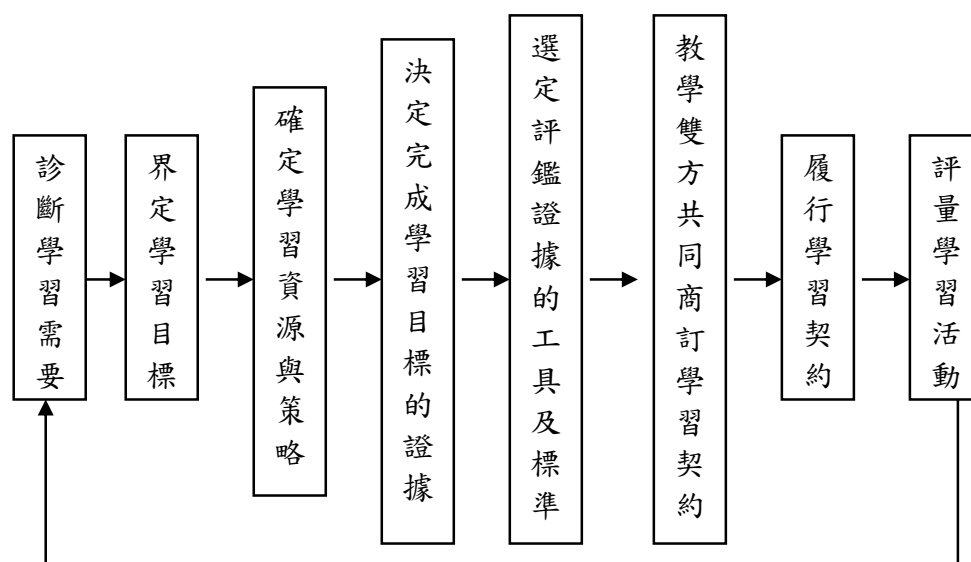 診斷學習需要
界定學習目標
確定學習資源與策略
決定完成學習目標的證據
選定評鑑證據的工具及標準
教學雙方共同商訂學習契約
履行學習契約
評量學習活動